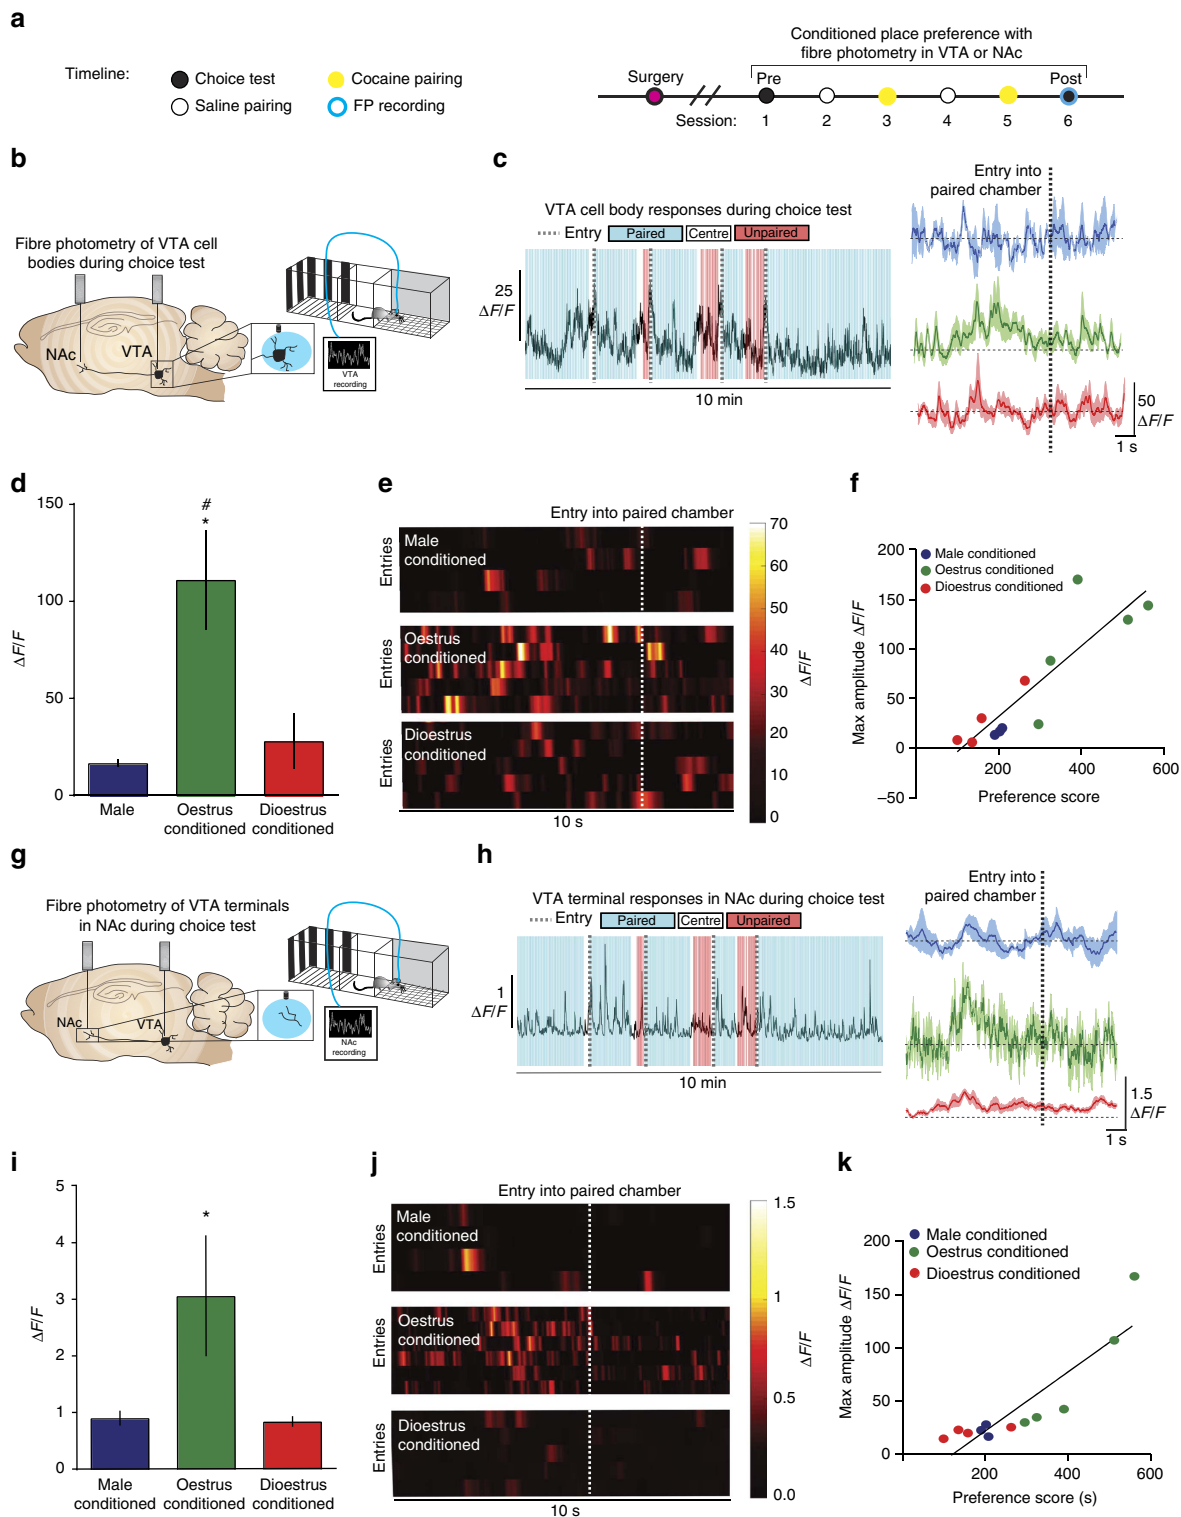 a
Timeline:
Choice test
Cocaine pairing
Saline pairing
FP recording
Conditioned place preference with
fibre photometry in VTA or NAc
Surgery
Pre
Post
Session:
1
2
3
4
5
6
b
Fibre photometry of VTA cell
bodies during choice test
NAc
VTA
VTA
recording
c
VTA cell body responses during choice test
Entry
Paired
Centre
Unpaired
25
ΔF/F
10 min
Entry into
paired chamber
50
ΔF/F
1 s
d
150
100
50
0
ΔF/F
#
*
Male
Oestrus
conditioned
Dioestrus
conditioned
e
Entry into paired chamber
Entries
Male
conditioned
Entries
Oestrus
conditioned
Entries
Dioestrus
conditioned
10 s
70
60
50
40
30
20
10
0
ΔF/F
f
Male conditioned
Oestrus conditioned
Dioestrus conditioned
200
150
100
50
0
–50
Max amplitude ΔF/F
200
400
600
Preference score
g
Fibre photometry of VTA terminals
in NAc during choice test
NAc
VTA
NAc
recording
h
VTA terminal responses in NAc during choice test
Entry
Paired
Centre
Unpaired
1
ΔF/F
10 min
Entry into
paired chamber
1.5
ΔF/F
1 s
i
5
4
3
2
1
0
ΔF/F
*
Male
conditioned
Oestrus
conditioned
Dioestrus
conditioned
j
Entry into paired chamber
Entries
Male
conditioned
Entries
Oestrus
conditioned
Entries
Dioestrus
conditioned
10 s
1.5
1
0.5
0.0
ΔF/F
k
Male conditioned
Oestrus conditioned
Dioestrus conditioned
200
150
100
50
0
Max amplitude ΔF/F
200
400
600
Preference score (s)